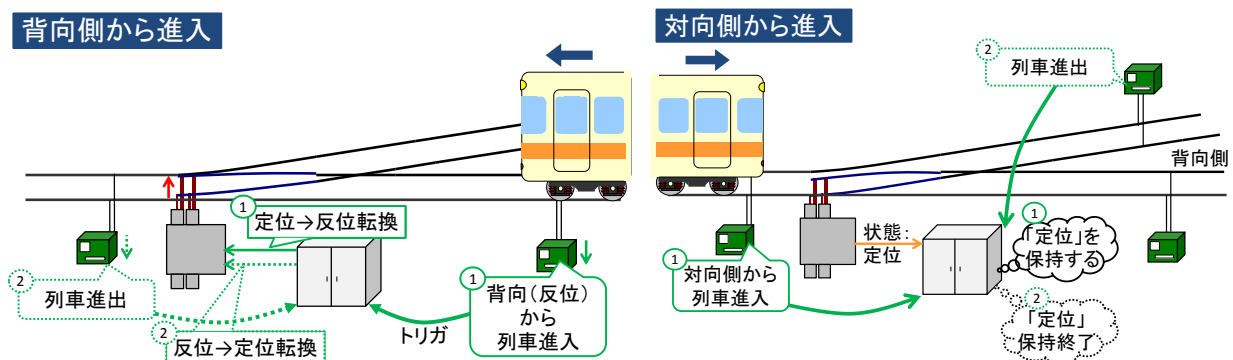 背向側から進入
①
定位→反位転換
②
列車進出
②
反位→定位転換
トリガ
①
背向(反位)
から
列車進入
対向側から進入
②
列車進出
背向側
状態:
定位
①
「定位」を
保持する
①
対向側から
列車進入
②
「定位」
保持終了